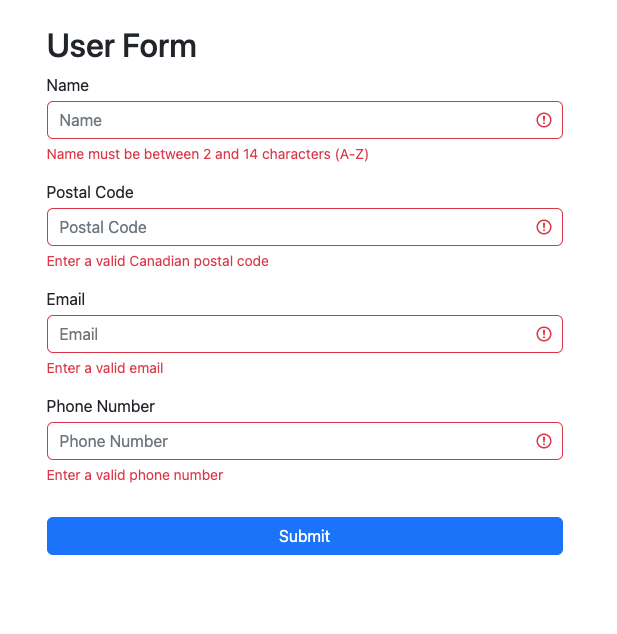 User Form
Name
Name
Name must be between 2 and 14 characters (A-Z)
Postal Code
Postal Code
Enter a valid Canadian postal code
Email
Email
Enter a valid email
Phone Number
Phone Number
Enter a valid phone number
Submit